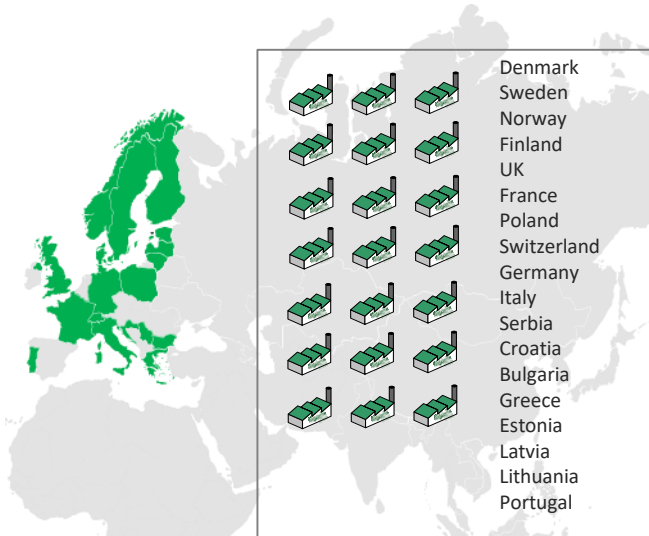 Denmark
Sweden
Norway
Finland
UK
France
Poland
Switzerland
Germany
Italy
Serbia
Croatia
Bulgaria
Greece
Estonia
Latvia
Lithuania
Portugal